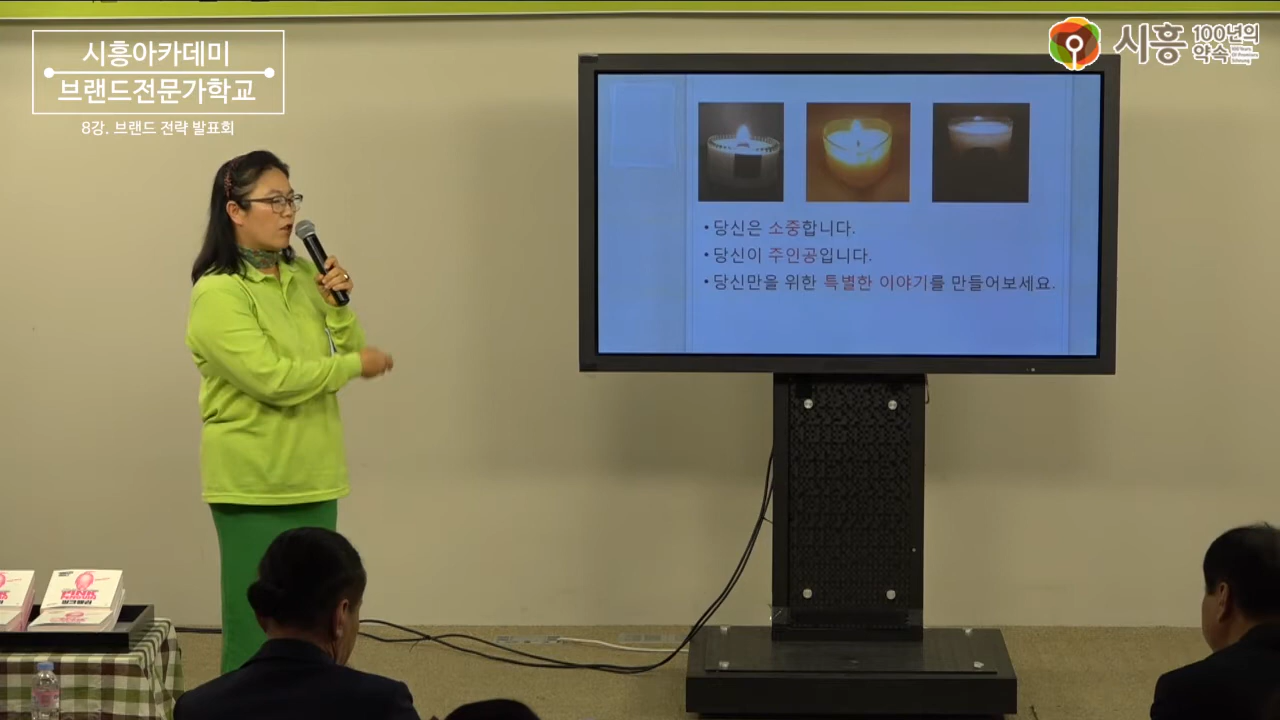 시흥아카데미
브랜드전문가학교
8강. 브랜드 전략 발표회
시흥 100년의
약속
• 당신은 소중합니다.
• 당신이 주인공입니다.
• 당신만을 위한 특별한 이야기를 만들어보세요.
PINK